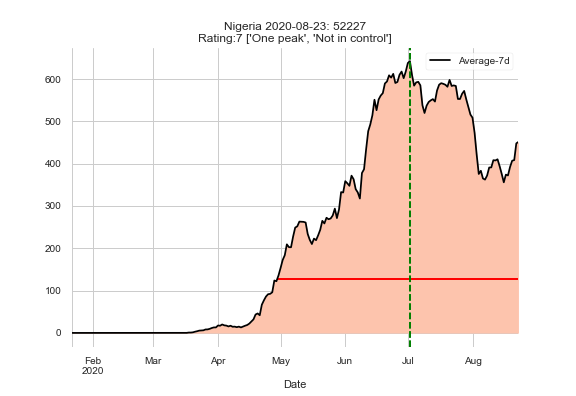 Nigeria 2020-08-23: 52227
Rating:7 ['One peak', 'Not in control']
Average-7d
600
500
400
300
200
100
0
Feb
2020
Mar
Apr
May
Jun
Jul
Aug
Date